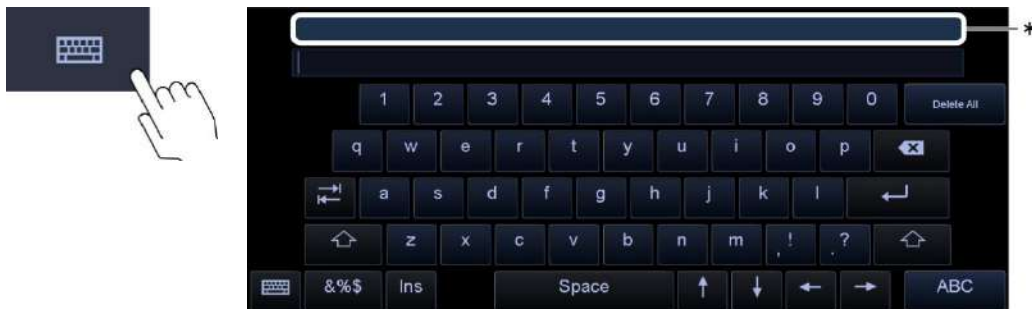 *
1 2 3 4 5 6 7 8 9 0 Delete All
q w e r t y u i o p
a s d f g h j k l
z x c v b n m , ! . ?
&%$ Ins Space ABC